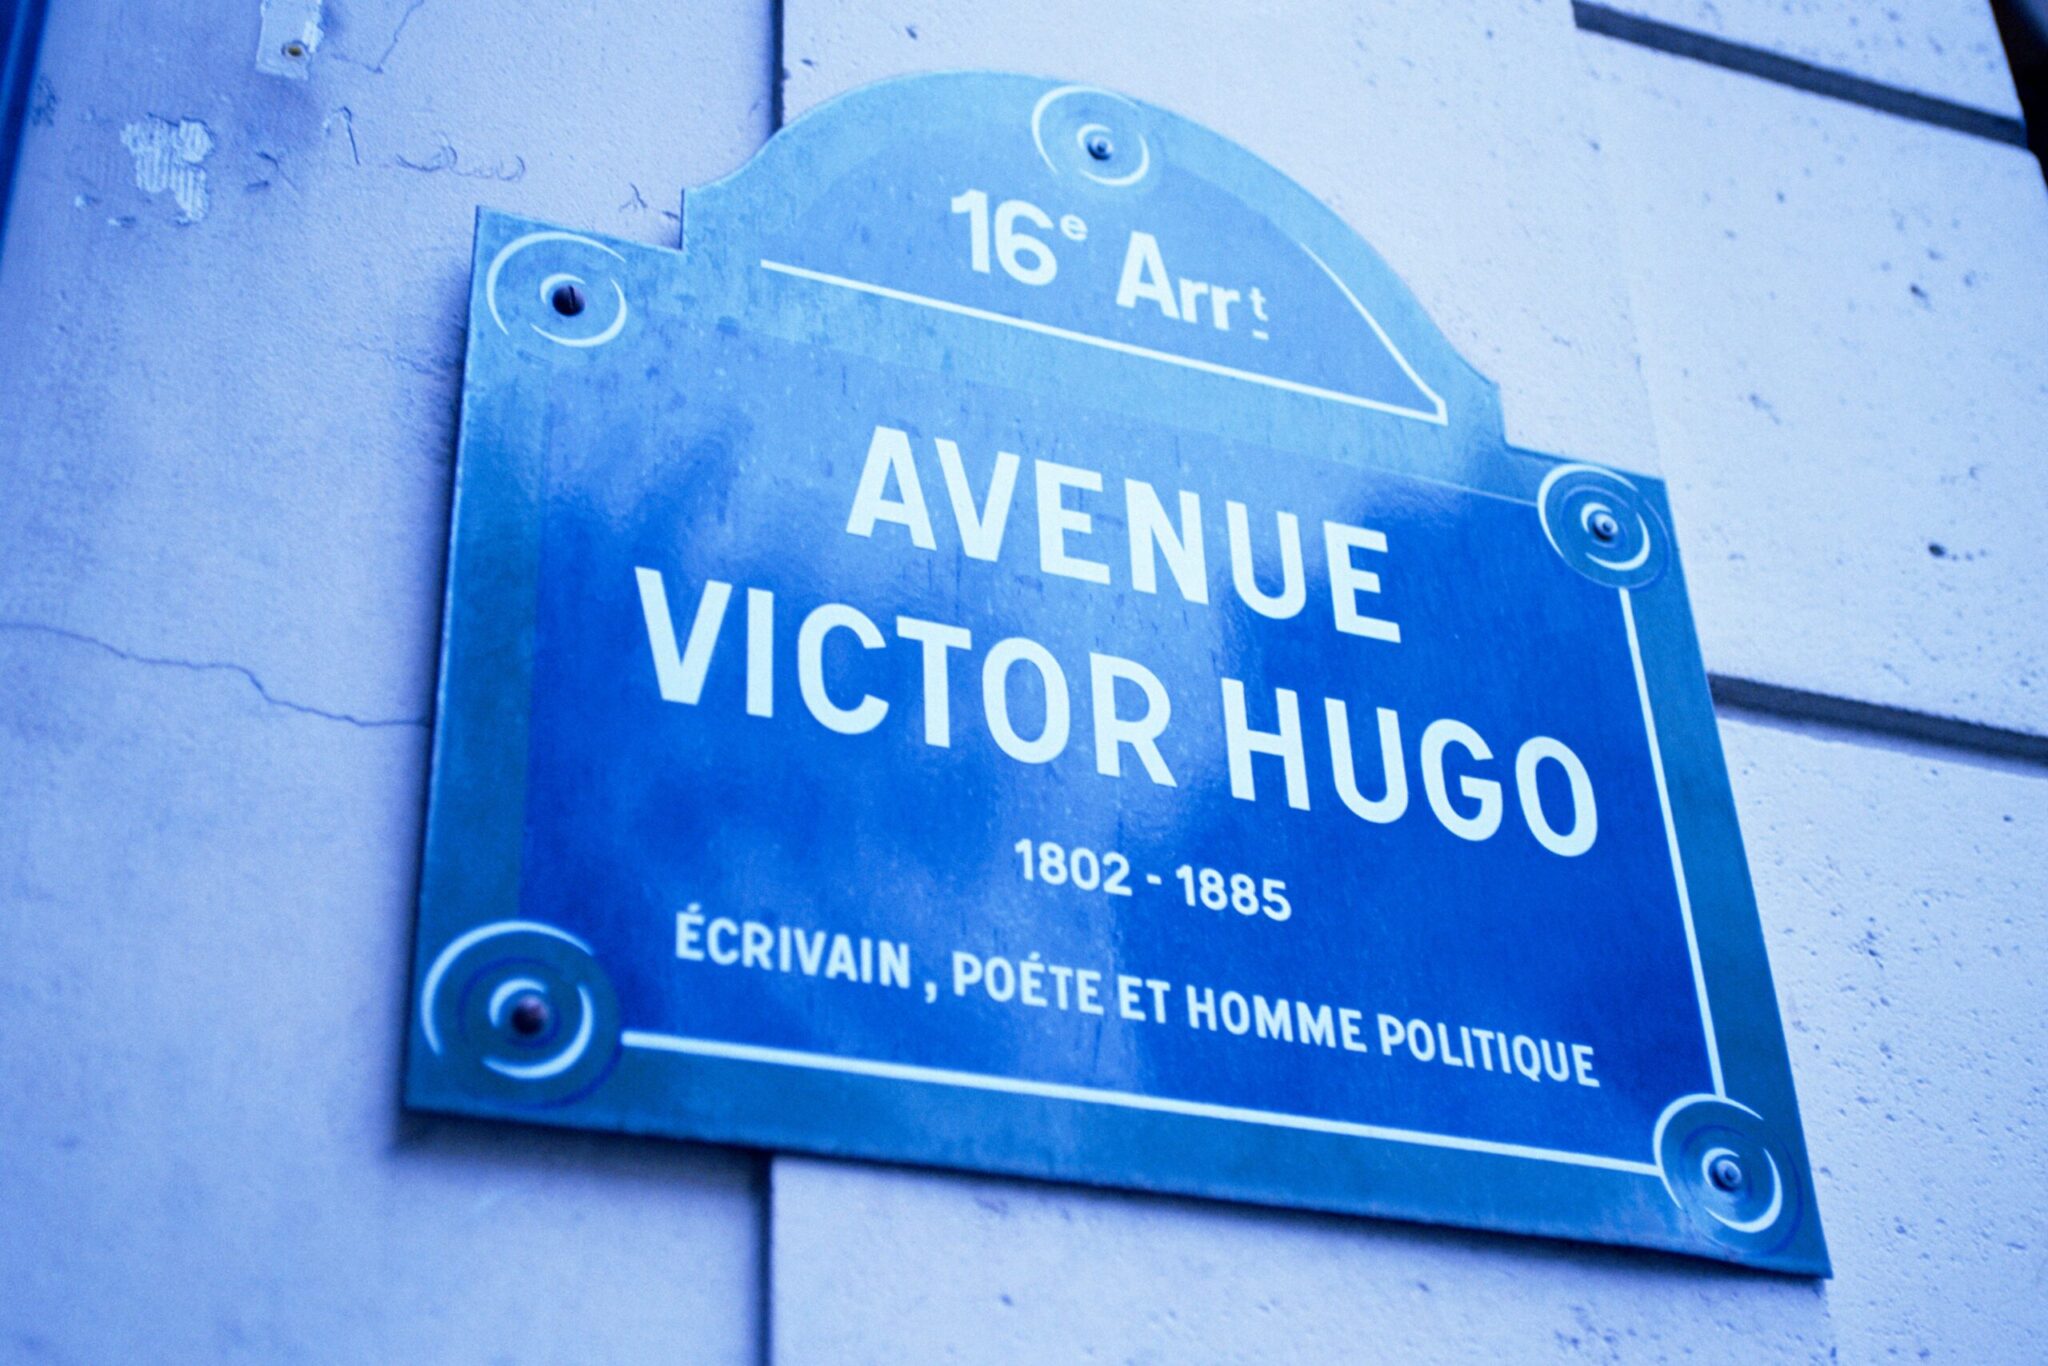 16e Arrt
AVENUE
VICTOR HUGO
1802 - 1885
ÉCRIVAIN , POÉTE ET HOMME POLITIQUE